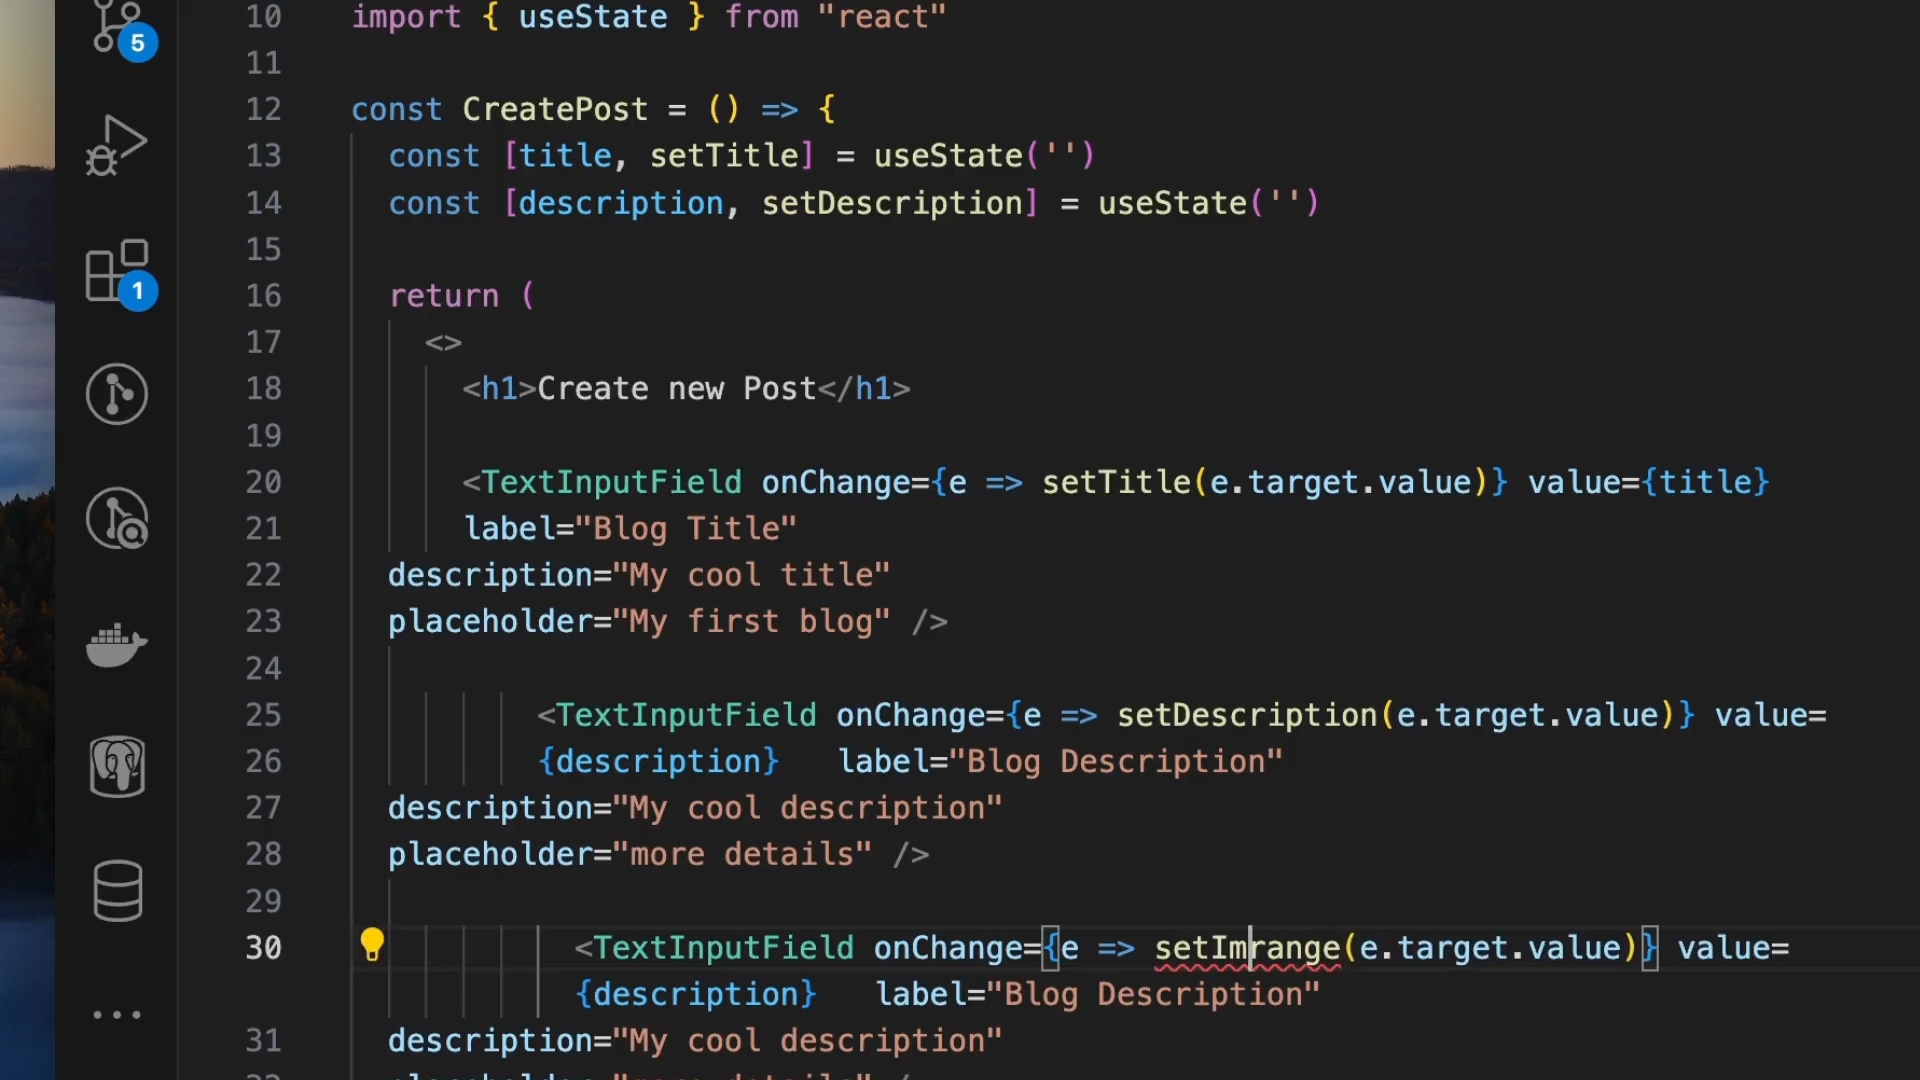 5
1
10 import { useState } from "react"
11
12 const CreatePost = () => {
13 const [title, setTitle] = useState('')
14 const [description, setDescription] = useState('')
15
16 return (
17 <>
18 <h1>Create new Post</h1>
19
20 <TextInputField onChange={e => setTitle(e.target.value)} value={title}
21 label="Blog Title"
22 description="My cool title"
23 placeholder="My first blog" />
24
25 <TextInputField onChange={e => setDescription(e.target.value)} value=
26 {description} label="Blog Description"
27 description="My cool description"
28 placeholder="more details" />
29
30 <TextInputField onChange={e => setImrange(e.target.value)} value=
{description} label="Blog Description"
31 description="My cool description"